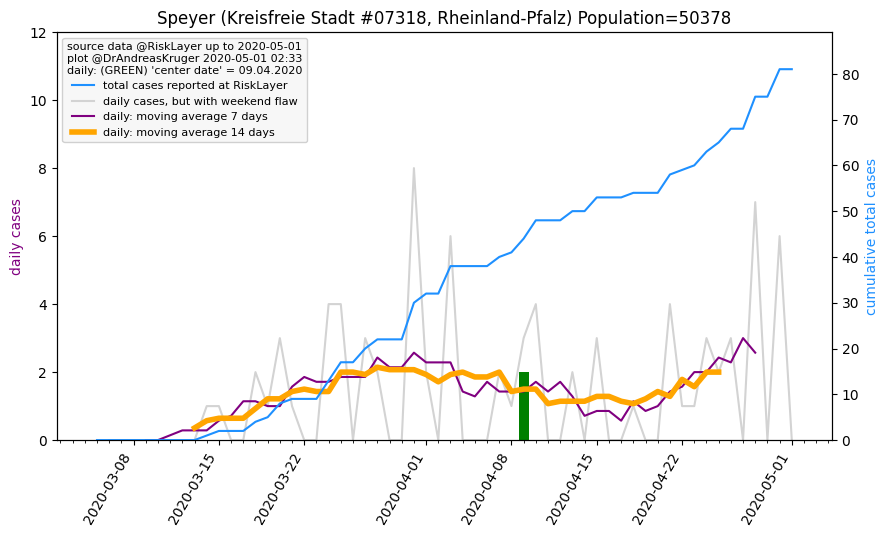 Speyer (Kreisfreie Stadt #07318, Rheinland-Pfalz) Population=50378
source data @RiskLayer up to 2020-05-01
plot @DrAndreasKruger 2020-05-01 02:33
daily: (GREEN) 'center date' = 09.04.2020
total cases reported at RiskLayer
daily cases, but with weekend flaw
daily: moving average 7 days
daily: moving average 14 days
daily cases
12
10
8
6
4
2
0
80
70
60
50
40
30
20
10
0
cumulative total cases
2020-03-08
2020-03-15
2020-03-22
2020-04-01
2020-04-08
2020-04-15
2020-04-22
2020-05-01